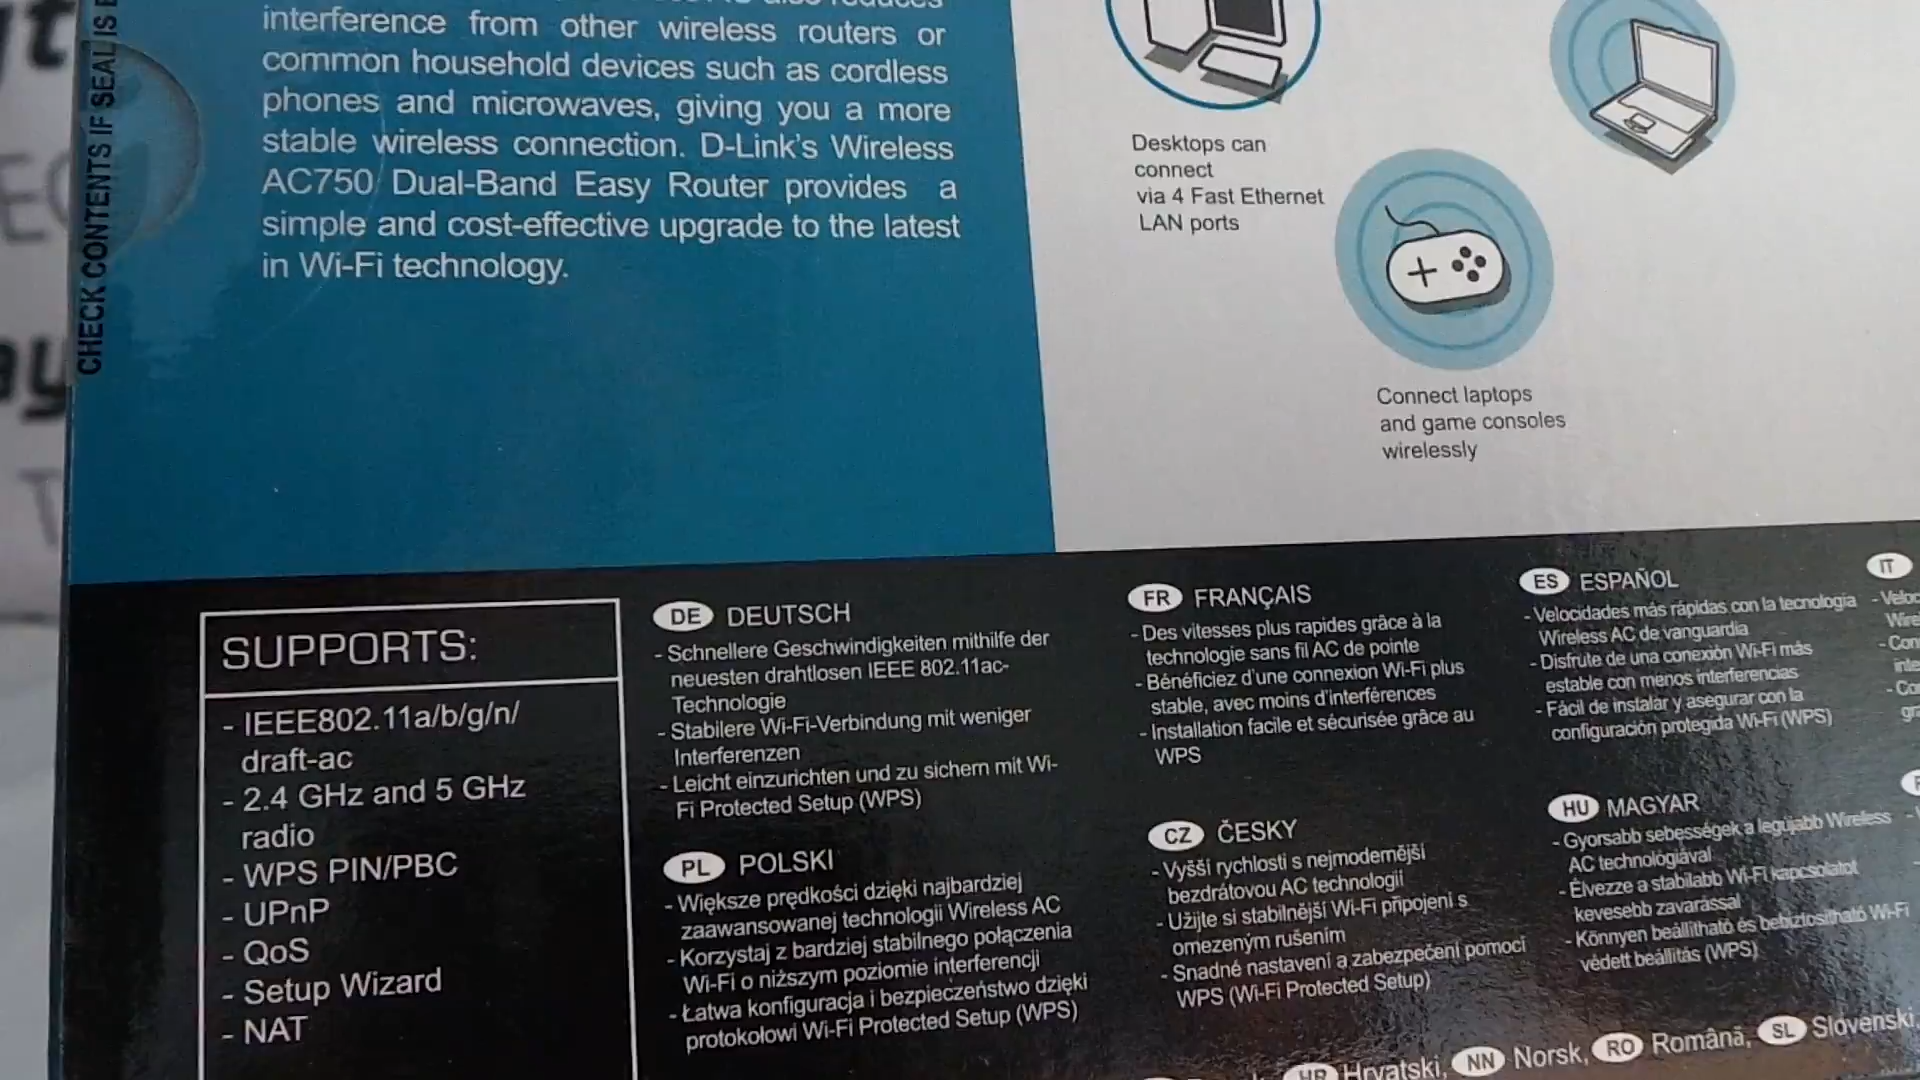 CHECK CONTENTS IF SEAL IS
interference from other wireless routers or
common household devices such as cordless
phones and microwaves, giving you a more
stable wireless connection. D-Link's Wireless
AC750 Dual-Band Easy Router provides a
simple and cost-effective upgrade to the latest
in Wi-Fi technology.
Desktops can
connect
via 4 Fast Ethernet
LAN ports
Connect laptops
and game consoles
wirelessly
SUPPORTS:
- IEEE802.11a/b/g/n/
draft-ac
- 2.4 GHz and 5 GHz
radio
- WPS PIN/PBC
- UPnP
- QoS
- Setup Wizard
- NAT
DE DEUTSCH
- Schnellere Geschwindigkeiten mithilfe der
neuesten drahtlosen IEEE 802.11ac-
Technologie
- Stabilere Wi-Fi-Verbindung mit weniger
Interferenzen
- Leicht einzurichten und zu sichern mit Wi-
Fi Protected Setup (WPS)
FR FRANÇAIS
- Des vitesses plus rapides grâce à la
technologie sans fil AC de pointe
- Bénéficiez d'une connexion Wi-Fi plus
stable, avec moins d'interférences
- Installation facile et sécurisée grâce au
WPS
ES ESPAÑOL
- Velocidades más rápidas con la tecnología
Wireless AC de vanguardia
- Disfrute de una conexión Wi-Fi más
estable con menos interferencias
- Fácil de instalar y asegurar con la
configuración protegida Wi-Fi (WPS)
IT
PL POLSKI
- Większe prędkości dzięki najbardziej
zaawansowanej technologii Wireless AC
- Korzystaj z bardziej stabilnego połączenia
Wi-Fi o niższym poziomie interferencji
- Łatwa konfiguracja i bezpieczeństwo dzięki
protokołowi Wi-Fi Protected Setup (WPS)
CZ ČESKY
- Vyšší rychlosti s nejmodernější
bezdrátovou AC technologií
- Užijte si stabilnější Wi-Fi připojení s
omezeným rušením
- Snadné nastavení a zabezpečení pomocí
WPS (Wi-Fi Protected Setup)
HU MAGYAR
- Gyorsabb sebességek a legújabb Wireless
AC technológiával
- Élvezze a stabilabb Wi-Fi kapcsolatot
kevesebb zavarással
- Könnyen beállítható és bebiztosítható Wi-Fi
védett beállítás (WPS)
HR Hrvatski, NN Norsk, RO Română, SL Slovenski,